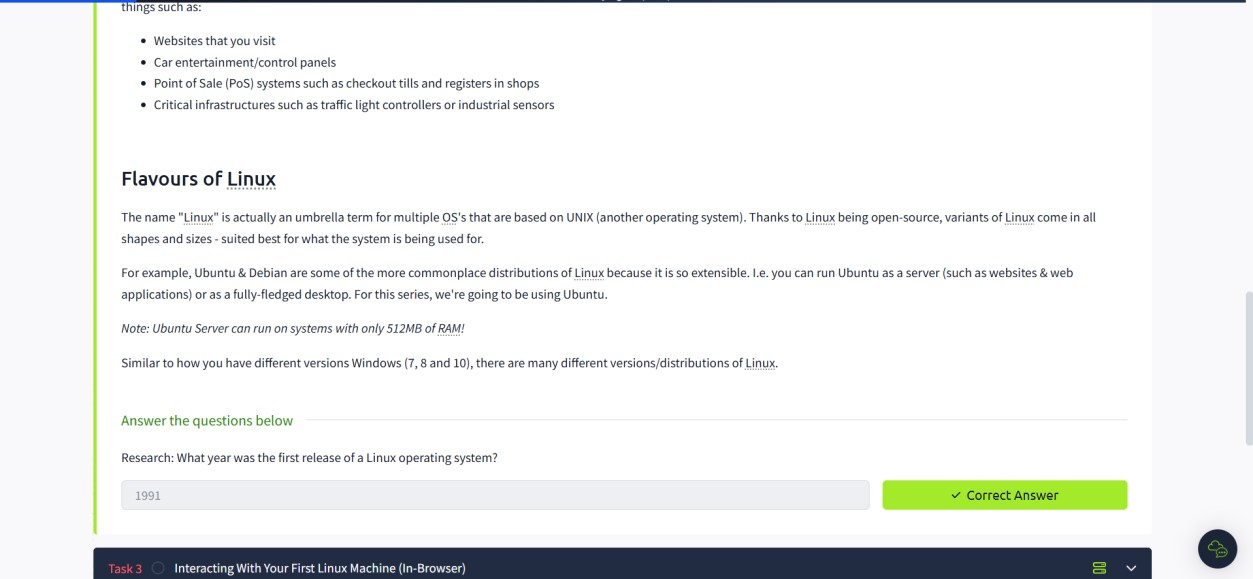 things such as:
Websites that you visit
Car entertainment/control panels
Point of Sale (PoS) systems such as checkout tills and registers in shops
Critical infrastructures such as traffic light controllers or industrial sensors
Flavours of Linux
The name "Linux" is actually an umbrella term for multiple OS's that are based on UNIX (another operating system). Thanks to Linux being open-source, variants of Linux come in all
shapes and sizes - suited best for what the system is being used for.
For example, Ubuntu & Debian are some of the more commonplace distributions of Linux because it is so extensible. I.e. you can run Ubuntu as a server (such as websites & web
applications) or as a fully-fledged desktop. For this series, we're going to be using Ubuntu.
Note: Ubuntu Server can run on systems with only 512MB of RAM!
Similar to how you have different versions Windows (7, 8 and 10), there are many different versions/distributions of Linux.
Answer the questions below
Research: What year was the first release of a Linux operating system?
1991
Correct Answer
Task 3 Interacting With Your First Linux Machine (In-Browser)